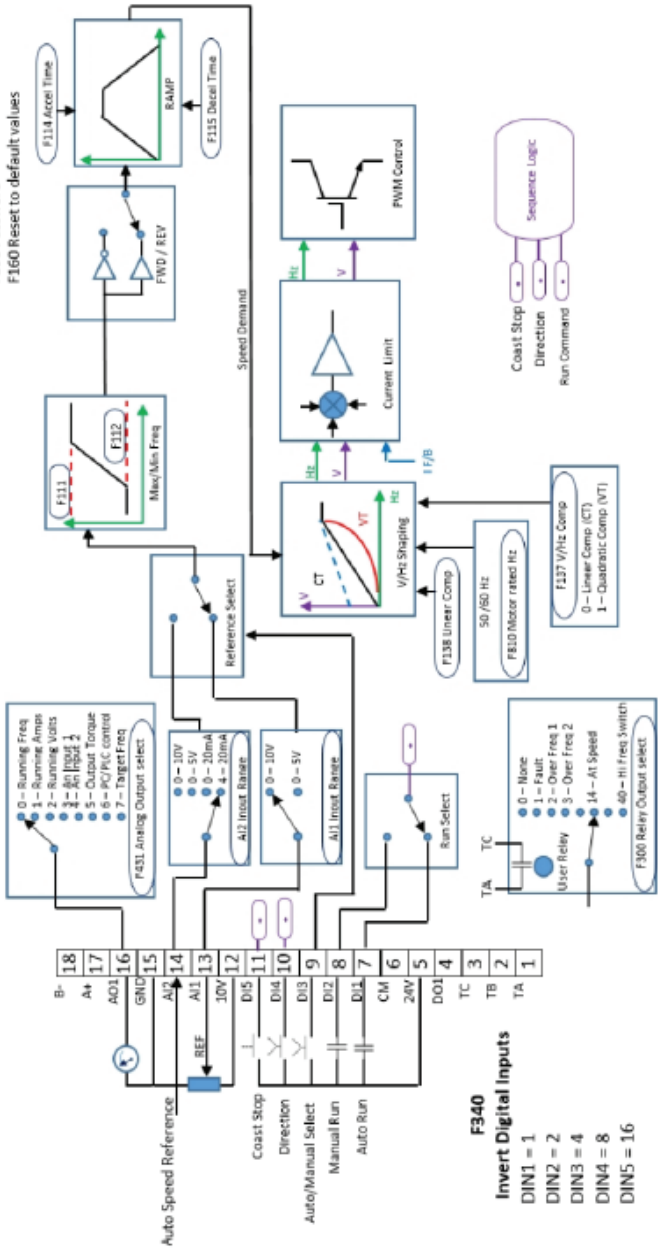 F160 Reset to default values
F114 Accel Time
RAMP
F115 Decel Time
FWD / REV
F111
F112
Max/Min Freq
Speed Demand
Reference Select
0 – Running Freq
1 – Running Amps
2 – Running Volts
3 – An Input 1
4 – An Input 2
5 – Output Torque
6 – PC/PLC control
7 – Target Freq
F431 Analog Output select
0 – 10V
0 – 5V
0 – 20mA
4 – 20mA
AI2 Inout Range
0 – 10V
0 – 5V
AI1 Inout Range
Run Select
V
CT
VT
Hz
V/Hz Shaping
Hz
V
I F/B
Current Limit
Hz
V
PWM Control
F138 Linear Comp
50 /60 Hz
F810 Motor rated Hz
F137 V/Hz Comp
0 – Linear Comp (CT)
1 – Quadratic Comp (VT)
Coast Stop
Direction
Run Command
Sequence Logic
B-
A+
AO1
GND
AI2
AI1
10V
DI5
DI4
DI3
DI2
DI1
CM
24V
DO1
TC
TB
TA
18
17
16
15
14
13
12
11
10
9
8
7
6
5
4
3
2
1
REF
Auto Speed Reference
Coast Stop
Direction
Auto/Manual Select
Manual Run
Auto Run
TA
TC
User Relay
0 – None
1 – Fault
2 – Over Freq 1
3 – Over Freq 2
14 – At Speed
40 – Hi Freq Switch
F300 Relay Output select
F340
Invert Digital Inputs
DIN1 = 1
DIN2 = 2
DIN3 = 4
DIN4 = 8
DIN5 = 16